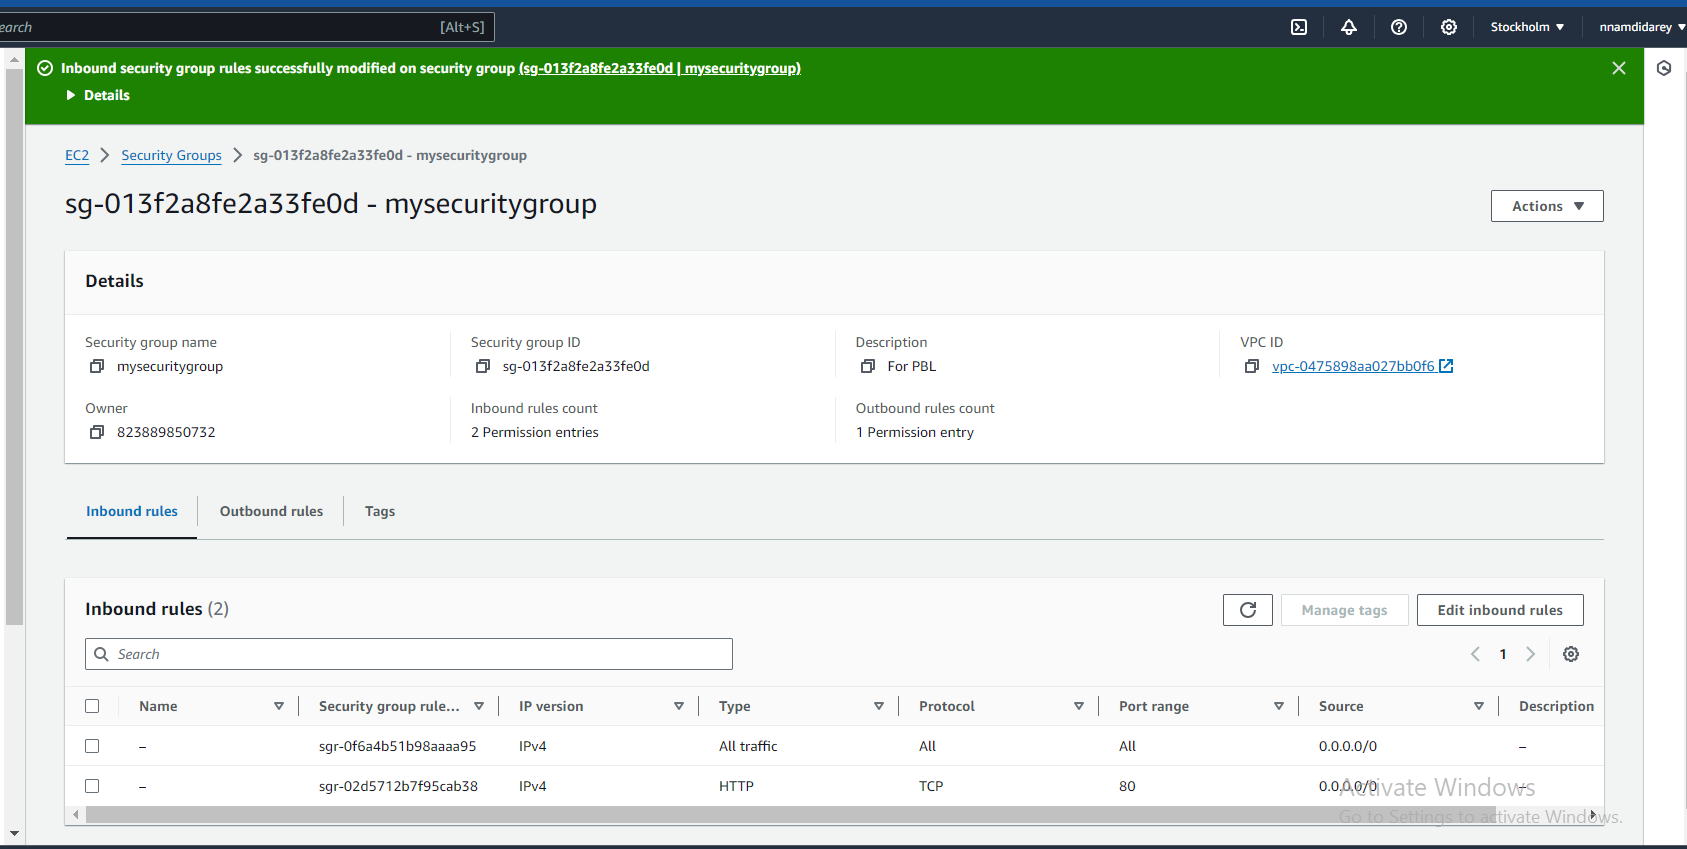 earch [Alt+S] Stockholm ▼ nnamdidarey ▼
Inbound security group rules successfully modified on security group (sg-013f2a8fe2a33fe0d | mysecuritygroup)
Details
EC2 > Security Groups > sg-013f2a8fe2a33fe0d - mysecuritygroup
sg-013f2a8fe2a33fe0d - mysecuritygroup
Actions ▼
Details
Security group name Security group ID Description VPC ID
mysecuritygroup sg-013f2a8fe2a33fe0d For PBL vpc-0475898aa027bb0f6
Owner Inbound rules count Outbound rules count
823889850732 2 Permission entries 1 Permission entry
Inbound rules Outbound rules Tags
Inbound rules (2) Manage tags Edit inbound rules
Search < 1 >
Name Security group rule... IP version Type Protocol Port range Source Description
– sgr-0f6a4b51b98aaaa95 IPv4 All traffic All All 0.0.0.0/0 –
– sgr-02d5712b7f95cab38 IPv4 HTTP TCP 80 0.0.0.0/0 –
Activate Windows
Go to Settings to activate Windows.